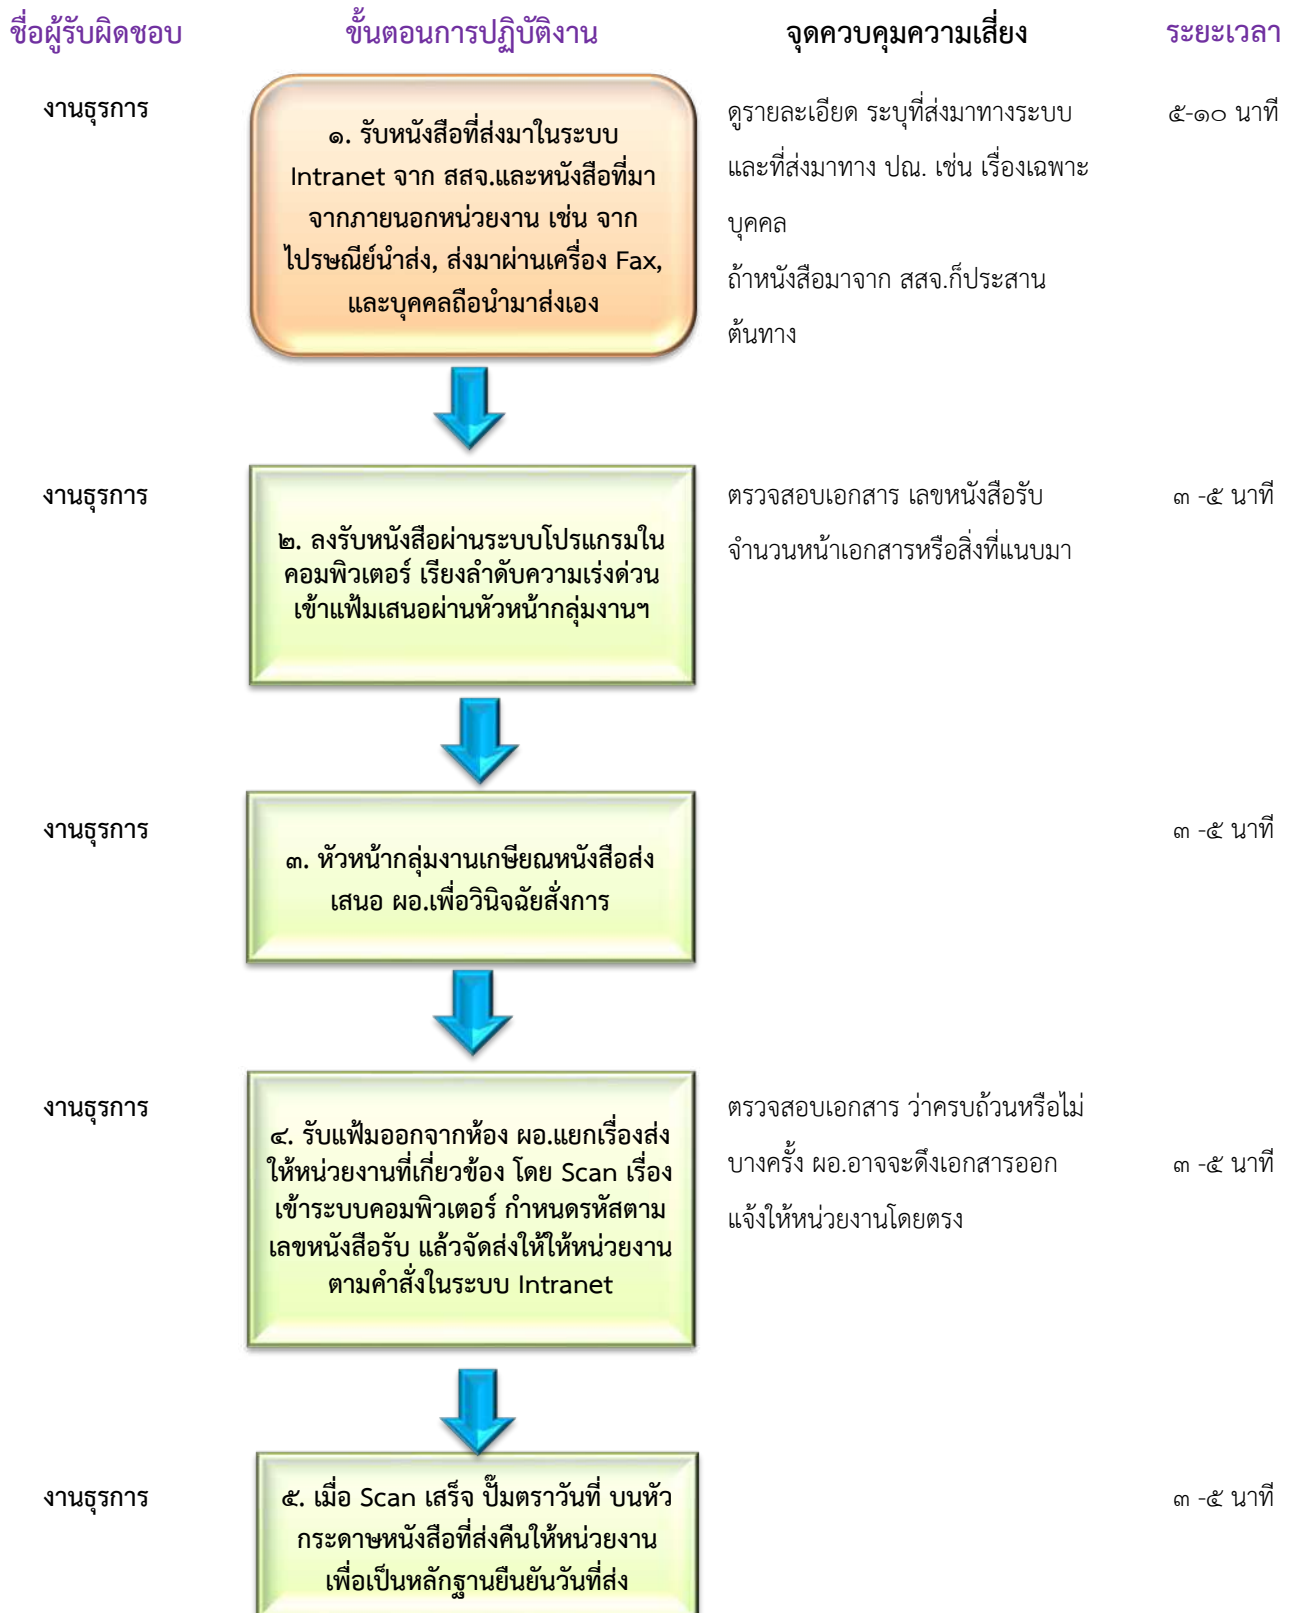 ชื่อผู้รับผิดชอบ ขั้นตอนการปฏิบัติงาน จุดควบคุมความเสี่ยง ระยะเวลา
งานธุรการ
๑. รับหนังสือที่ส่งมาในระบบ
Intranet จาก สสจ.และหนังสือที่มา
จากภายนอกหน่วยงาน เช่น จาก
ไปรษณีย์นำส่ง, ส่งมาผ่านเครื่อง Fax,
และบุคคลถือนำมาส่งเอง
ดูรายละเอียด ระบุที่ส่งมาทางระบบ
และที่ส่งมาทาง ปณ. เช่น เรื่องเฉพาะ
บุคคล
ถ้าหนังสือมาจาก สสจ.ก็ประสาน
ต้นทาง
๕-๑๐ นาที
งานธุรการ
๒. ลงรับหนังสือผ่านระบบโปรแกรมใน
คอมพิวเตอร์ เรียงลำดับความเร่งด่วน
เข้าแฟ้มเสนอผ่านหัวหน้ากลุ่มงานฯ
ตรวจสอบเอกสาร เลขหนังสือรับ
จำนวนหน้าเอกสารหรือสิ่งที่แนบมา
๓ -๕ นาที
งานธุรการ
๓. หัวหน้ากลุ่มงานเกษียณหนังสือส่ง
เสนอ ผอ.เพื่อวินิจฉัยสั่งการ
๓ -๕ นาที
งานธุรการ
๔. รับแฟ้มออกจากห้อง ผอ.แยกเรื่องส่ง
ให้หน่วยงานที่เกี่ยวข้อง โดย Scan เรื่อง
เข้าระบบคอมพิวเตอร์ กำหนดรหัสตาม
เลขหนังสือรับ แล้วจัดส่งให้ให้หน่วยงาน
ตามคำสั่งในระบบ Intranet
ตรวจสอบเอกสาร ว่าครบถ้วนหรือไม่
บางครั้ง ผอ.อาจจะดึงเอกสารออก
แจ้งให้หน่วยงานโดยตรง
๓ -๕ นาที
งานธุรการ
๕. เมื่อ Scan เสร็จ ปั๊มตราวันที่ บนหัว
กระดาษหนังสือที่ส่งคืนให้หน่วยงาน
เพื่อเป็นหลักฐานยืนยันวันที่ส่ง
๓ -๕ นาที